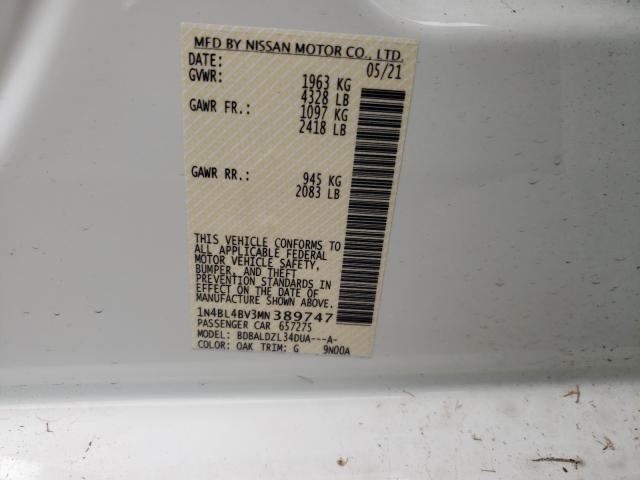 MFD BY NISSAN MOTOR CO., LTD.
DATE: 05/21
GVWR: 1963 KG
4328 LB
GAWR FR.: 1097 KG
2418 LB
GAWR RR.: 945 KG
2083 LB
THIS VEHICLE CONFORMS TO
ALL APPLICABLE FEDERAL
MOTOR VEHICLE SAFETY,
BUMPER, AND THEFT
PREVENTION STANDARDS IN
EFFECT ON THE DATE OF
MANUFACTURE SHOWN ABOVE.
1N4BL4BV3MN389747
PASSENGER CAR 657275
MODEL: BDBALDZL34DUA---A-
COLOR: QAK TRIM: G 9N00A